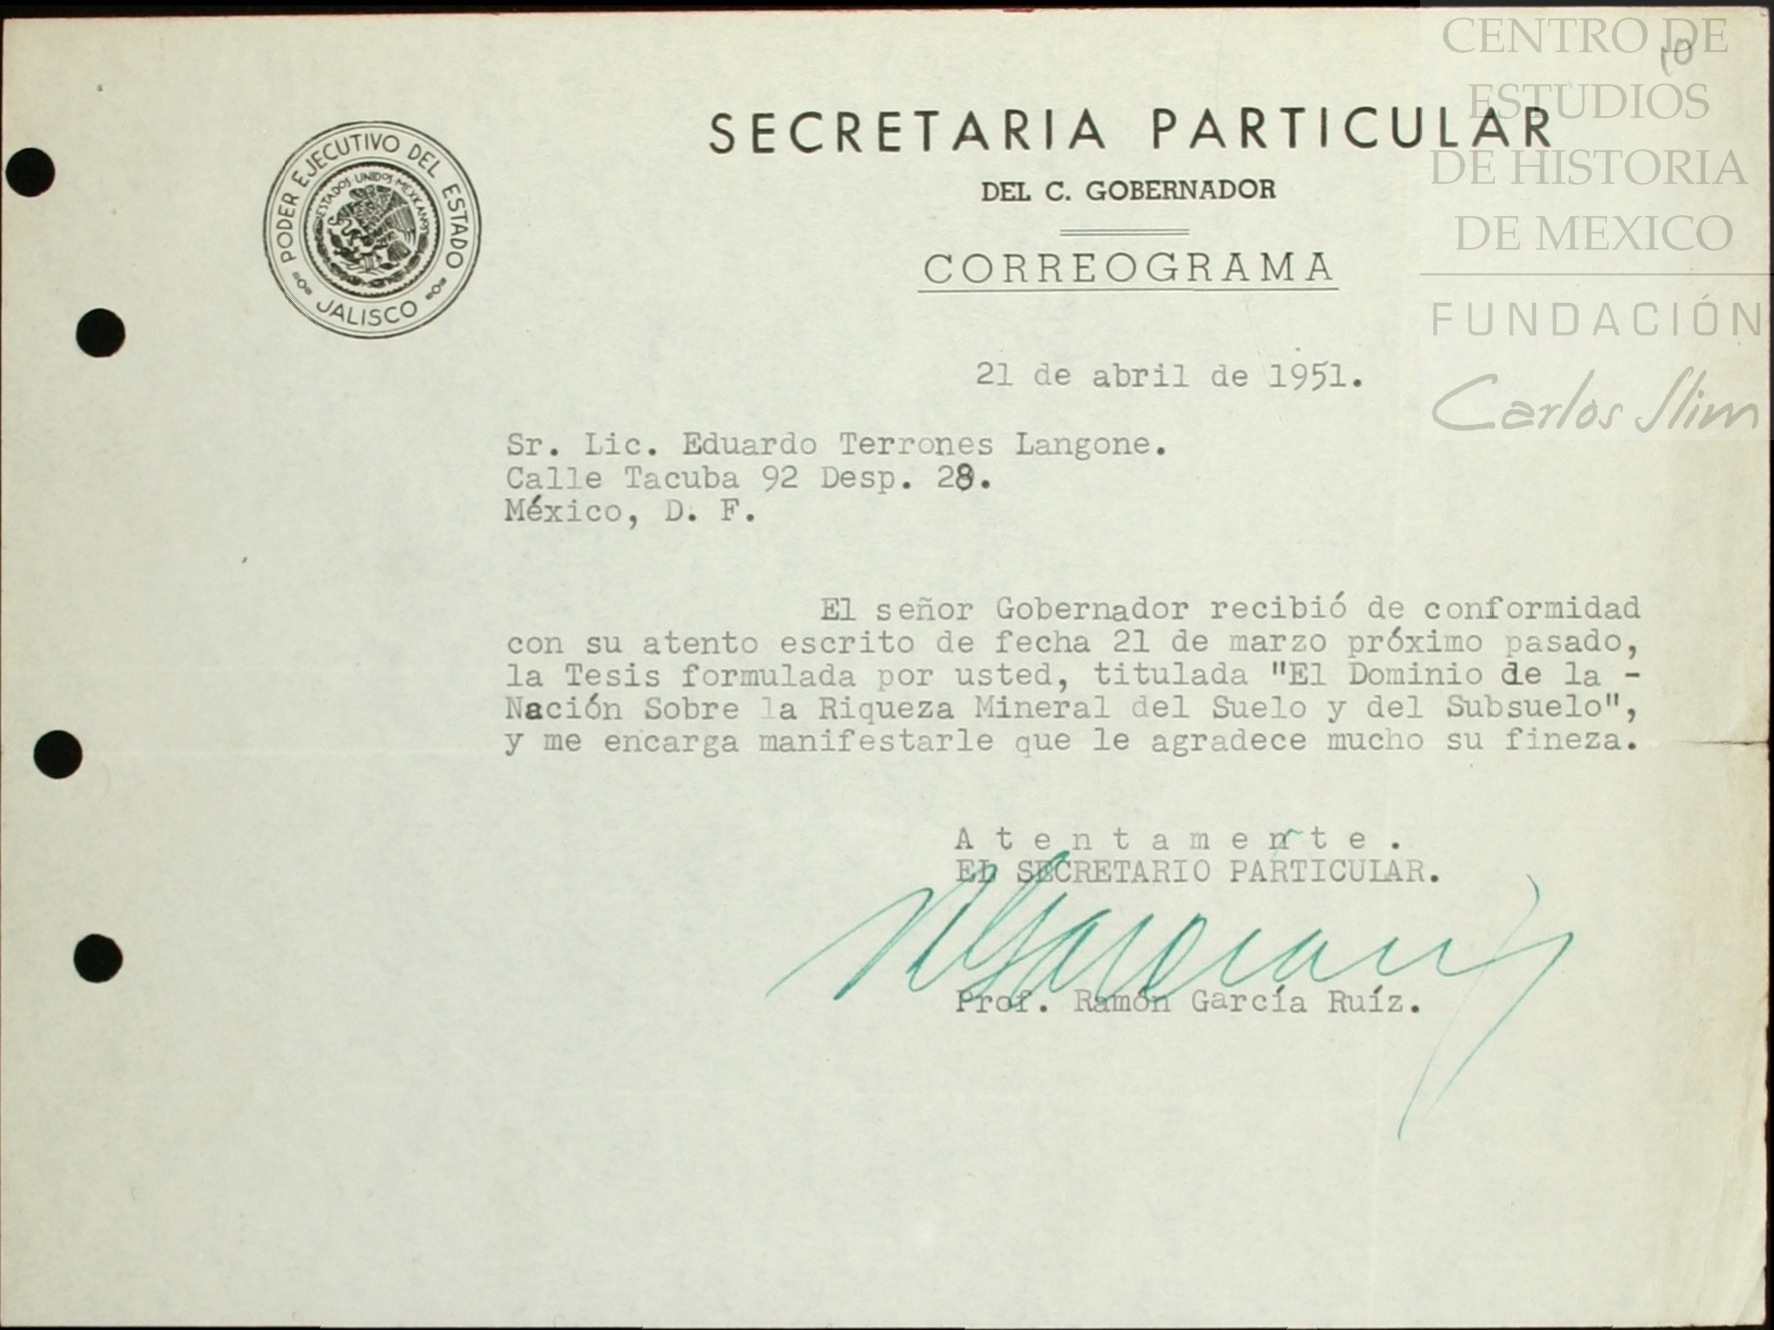 CENTRO DE
ESTUDIOS
DE HISTORIA
DE MEXICO
FUNDACIÓN
Carlos Slim
10
PODER EJECUTIVO DEL ESTADO
JALISCO
ESTADOS UNIDOS MEXICANOS
SECRETARIA PARTICULAR
DEL C. GOBERNADOR
CORREOGRAMA
21 de abril de 1951.
Sr. Lic. Eduardo Terrones Langone.
Calle Tacuba 92 Desp. 28.
México, D. F.
El señor Gobernador recibió de conformidad
con su atento escrito de fecha 21 de marzo próximo pasado,
la Tesis formulada por usted, titulada "El Dominio de la -
Nación Sobre la Riqueza Mineral del Suelo y del Subsuelo",
y me encarga manifestarle que le agradece mucho su fineza.
A t e n t a m e n t e .
EL SECRETARIO PARTICULAR.
Prof. Ramón García Ruíz.